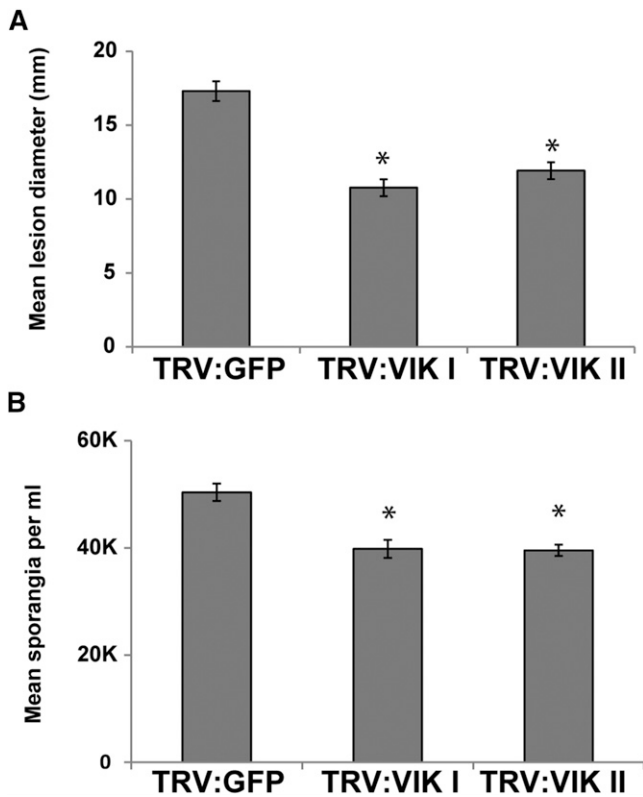 A
Mean lesion diameter (mm)
20
15
10
5
0
*
*
TRV:GFP TRV:VIK I TRV:VIK II
B
Mean sporangia per ml
60K
40K
20K
0
*
*
TRV:GFP TRV:VIK I TRV:VIK II